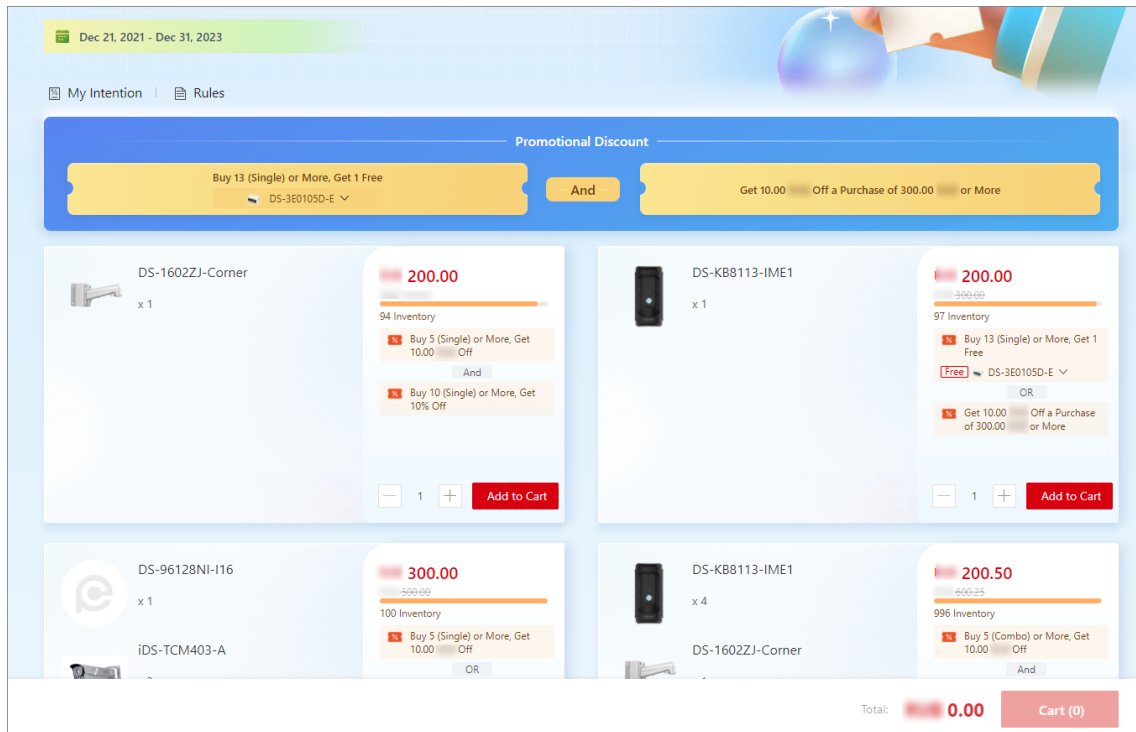 Dec 21, 2021 - Dec 31, 2023
My Intention
Rules
Promotional Discount
Buy 13 (Single) or More, Get 1 Free
DS-3E0105D-E
And
Get 10.00 Off a Purchase of 300.00 or More
DS-1602ZJ-Corner
x 1
200.00
94 Inventory
Buy 5 (Single) or More, Get
10.00 Off
And
Buy 10 (Single) or More, Get
10% Off
1
Add to Cart
DS-KB8113-IME1
x 1
200.00
300.00
97 Inventory
Buy 13 (Single) or More, Get 1
Free
Free DS-3E0105D-E
OR
Get 10.00 Off a Purchase
of 300.00 or More
1
Add to Cart
DS-96128NI-I16
x 1
iDS-TCM403-A
300.00
500.00
100 Inventory
Buy 5 (Single) or More, Get
10.00 Off
OR
DS-KB8113-IME1
x 4
DS-1602ZJ-Corner
200.50
600.25
996 Inventory
Buy 5 (Combo) or More, Get
10.00 Off
And
Total: 0.00
Cart (0)